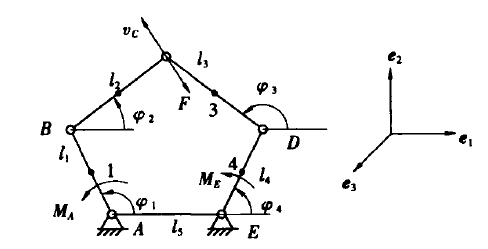 v_C
l_3
l_2
φ_3
e_2
F
3
B
φ_2
D
e_1
l_1
1
4
l_4
M_E
e_3
M_A
φ_1
φ_4
A
l_5
E